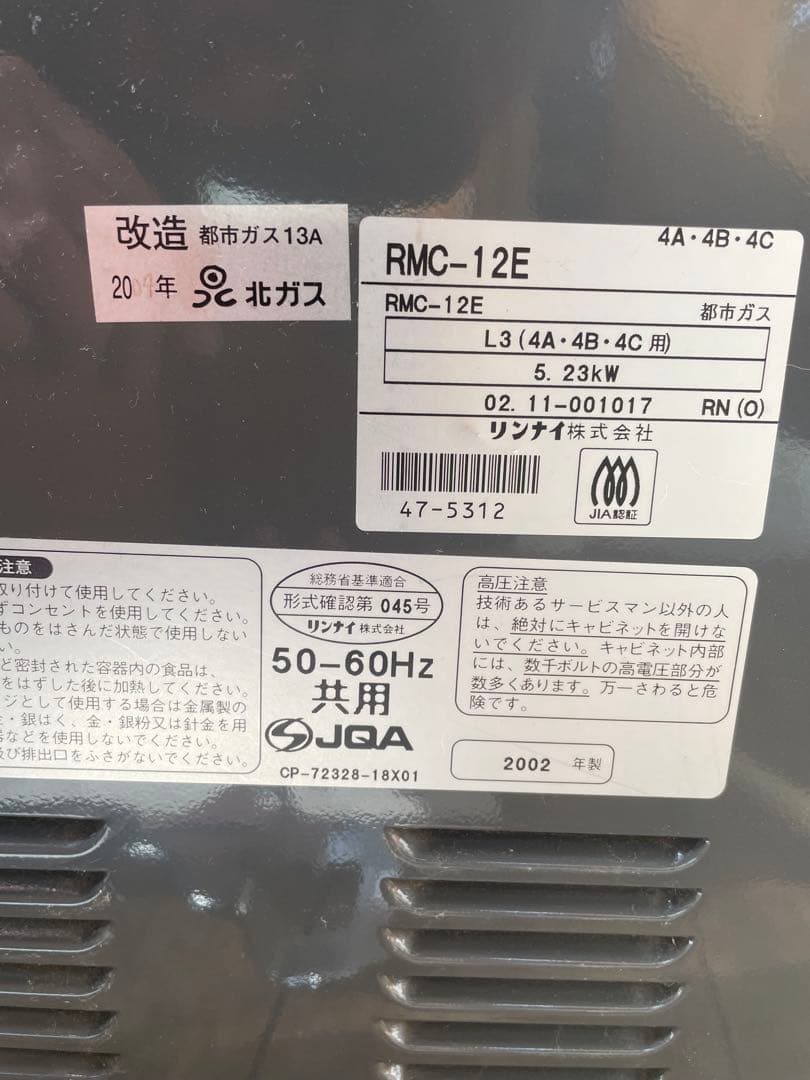 改造 都市ガス13A
2009年 北ガス
4A・4B・4C
RMC-12E
RMC-12E 都市ガス
L3(4A・4B・4C用)
5.23kW
02.11-001017 RN(O)
リンナイ株式会社
47-5312
JIA認証
注意
取り付けて使用してください。
ずコンセントを使用してください。
ものをはさんだ状態で使用しない
い。
ど密封された容器内の食品は、
をはずした後に加熱してください。
ジとして使用する場合は金属製の
・銀はく、金・銀粉又は針金を用
器などを使用しないでください。
及び排出口をふさがないでください。
総務省基準適合
形式確認第 045号
リンナイ株式会社
50-60Hz
共用
JQA
CP-72328-18X01
高圧注意
技術あるサービスマン以外の人
は、絶対にキャビネットを開けな
いでください。キャビネット内部
には、数千ボルトの高電圧部分が
数多くあります。万一さわると危
険です。
2002 年製